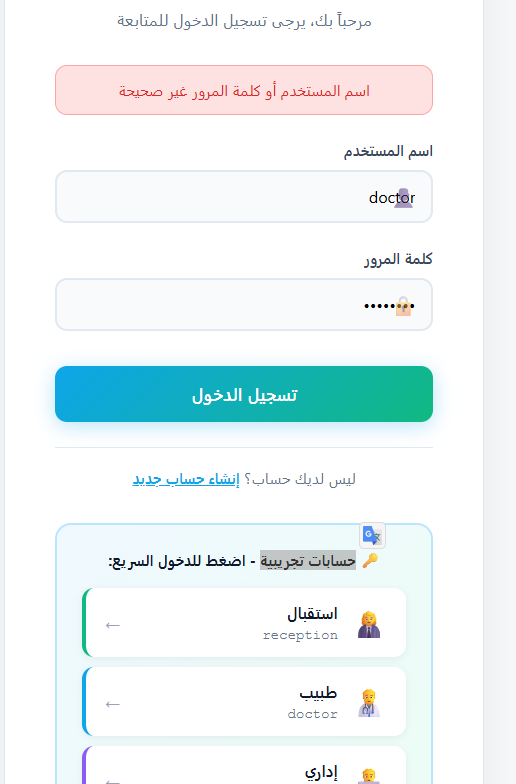 مرحباً بك، يرجى تسجيل الدخول للمتابعة
اسم المستخدم أو كلمة المرور غير صحيحة
اسم المستخدم
doctor
كلمة المرور
••••••••
تسجيل الدخول
ليس لديك حساب؟ إنشاء حساب جديد
حسابات تجريبية - اضغط للدخول السريع:
استقبال
reception
←
طبيب
doctor
←
إداري
←